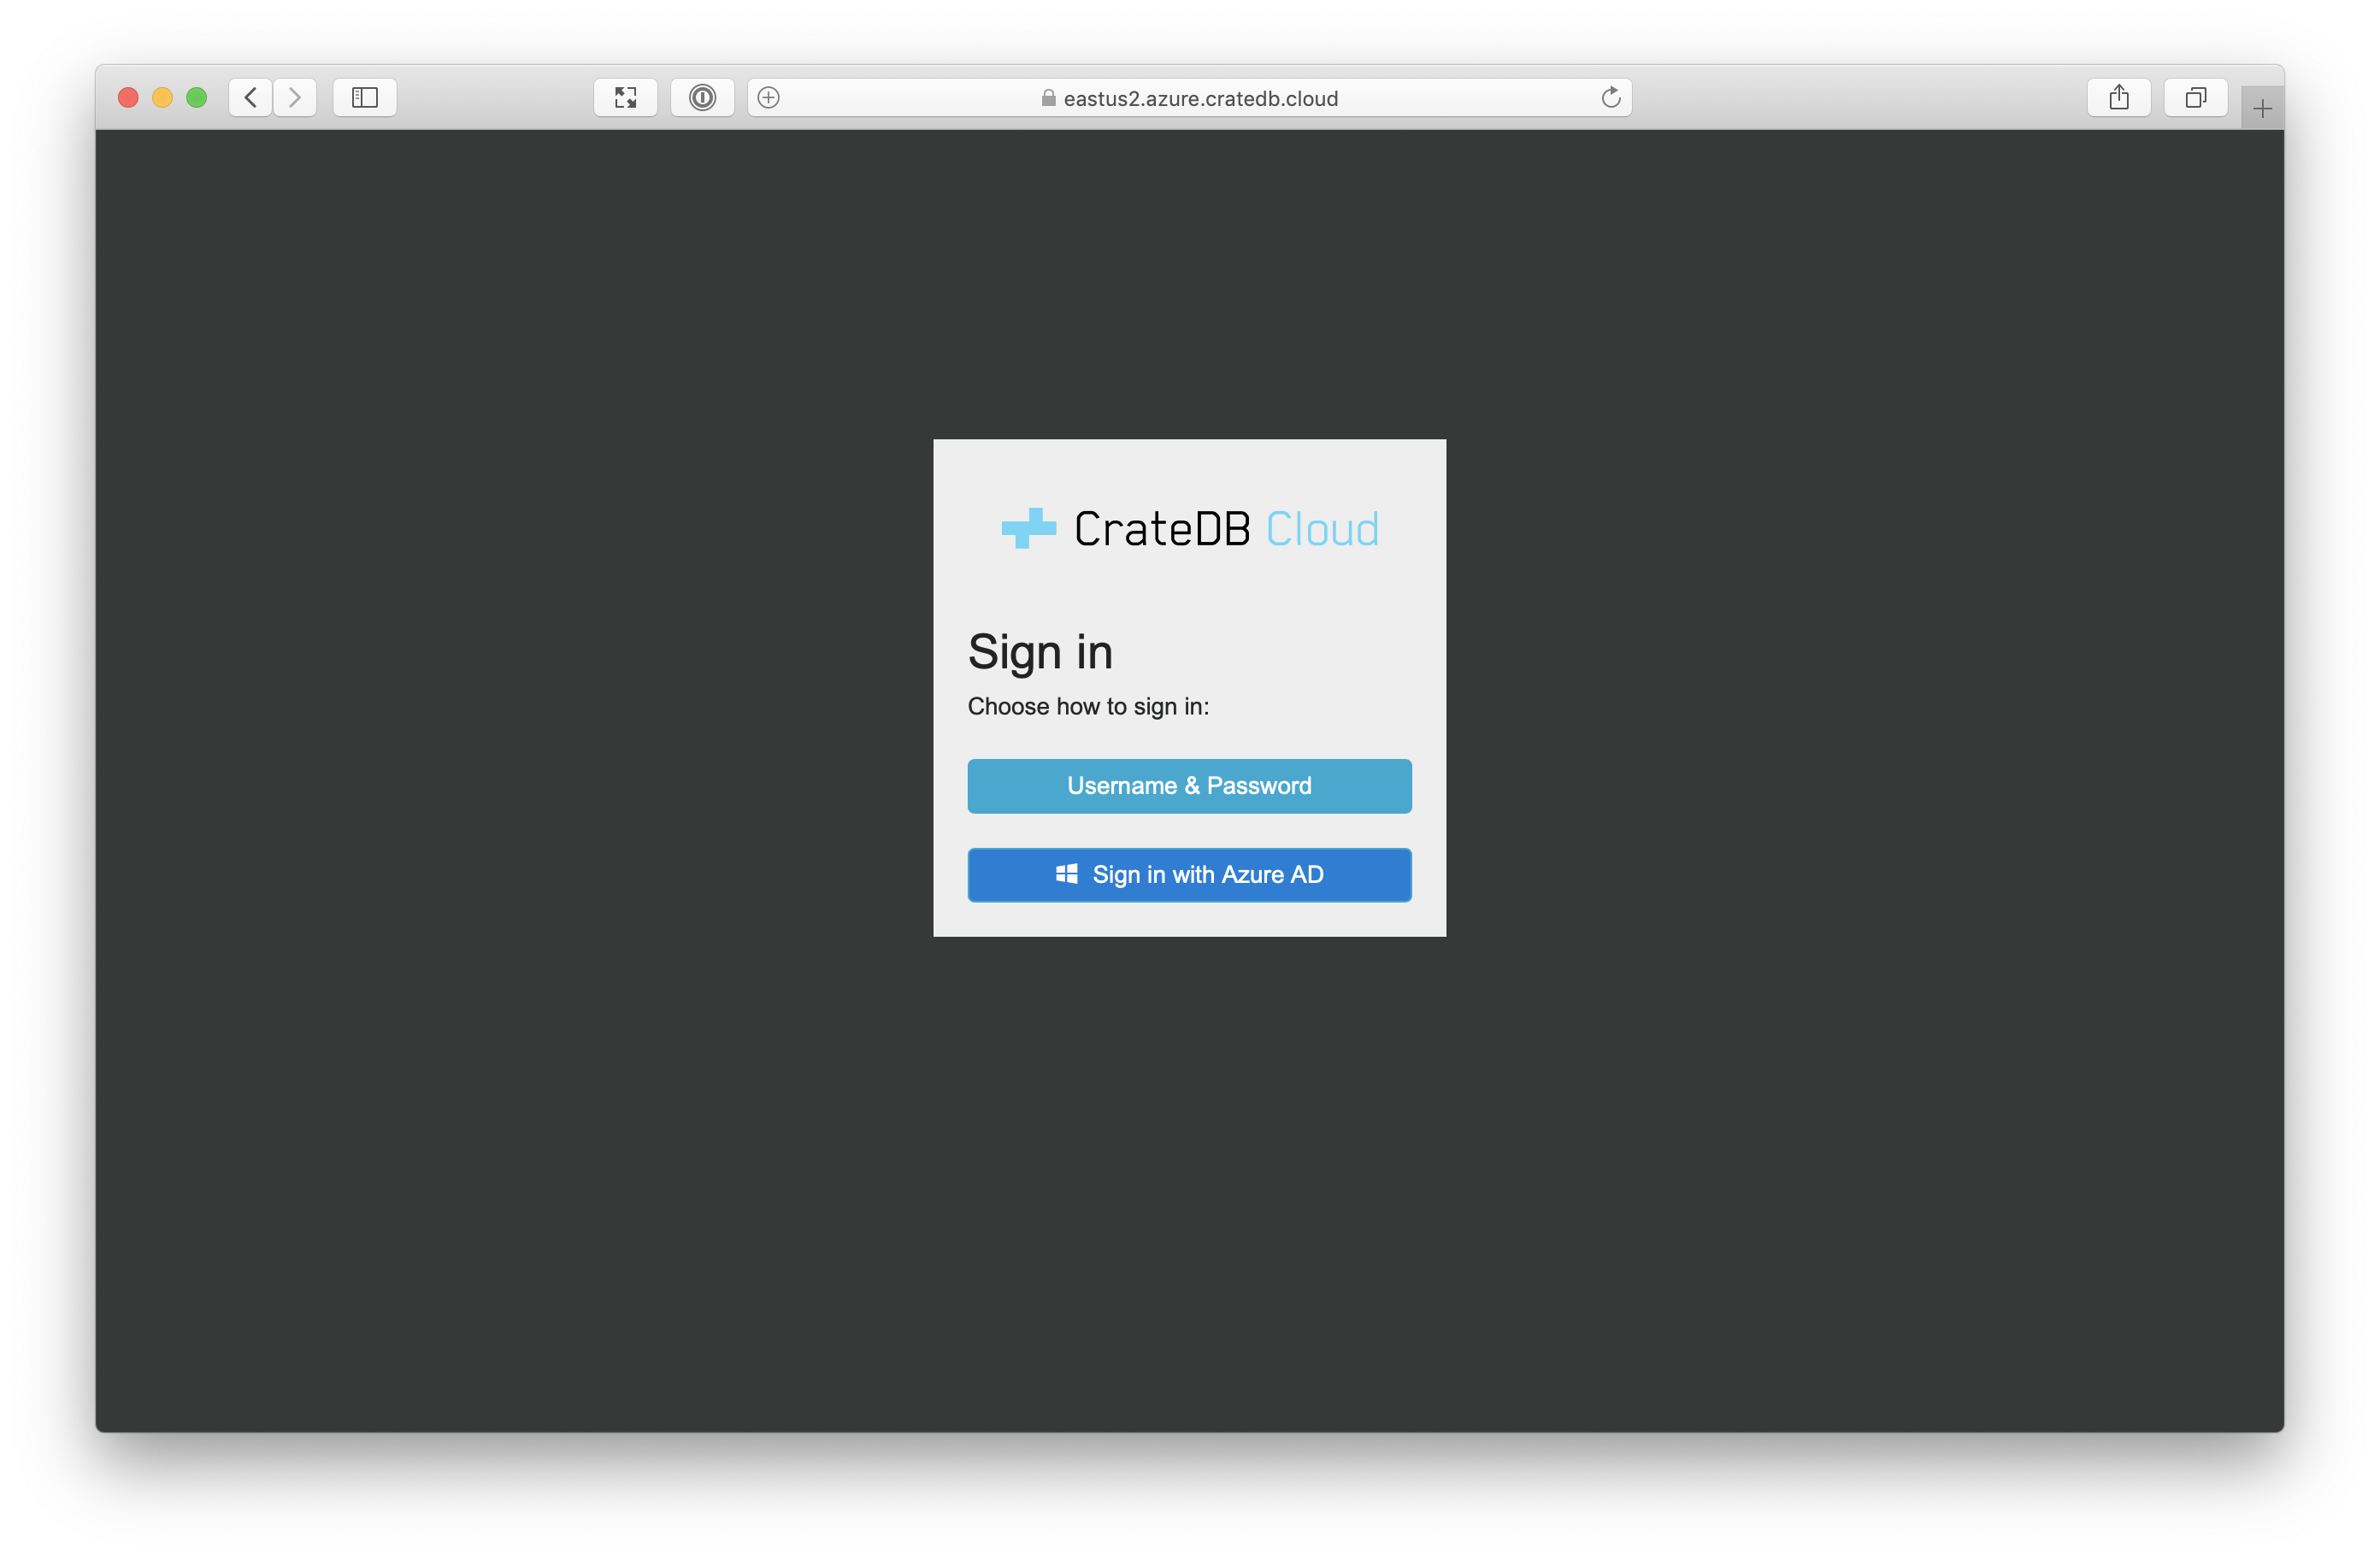 eastus2.azure.cratedb.cloud
CrateDB Cloud
Sign in
Choose how to sign in:
Username & Password
Sign in with Azure AD